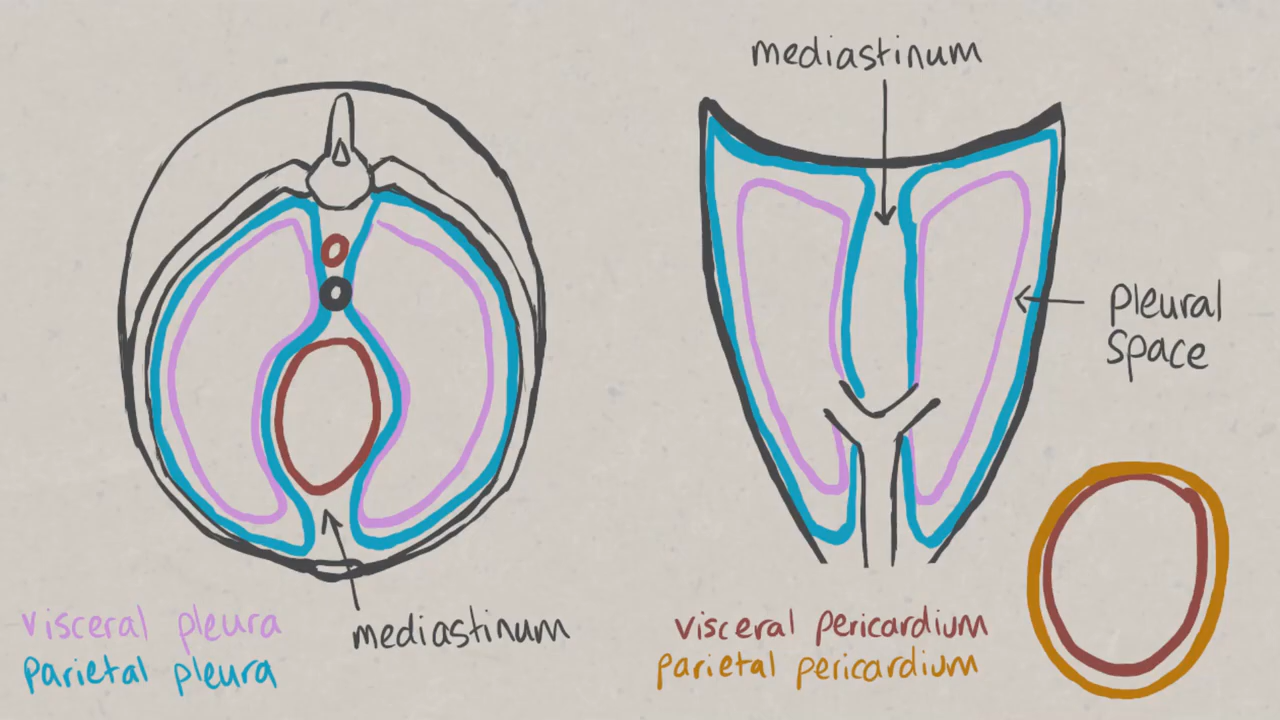 mediastinum
Pleural
Space
visceral pleura
parietal pleura
mediastinum
visceral pericardium
parietal pericardium